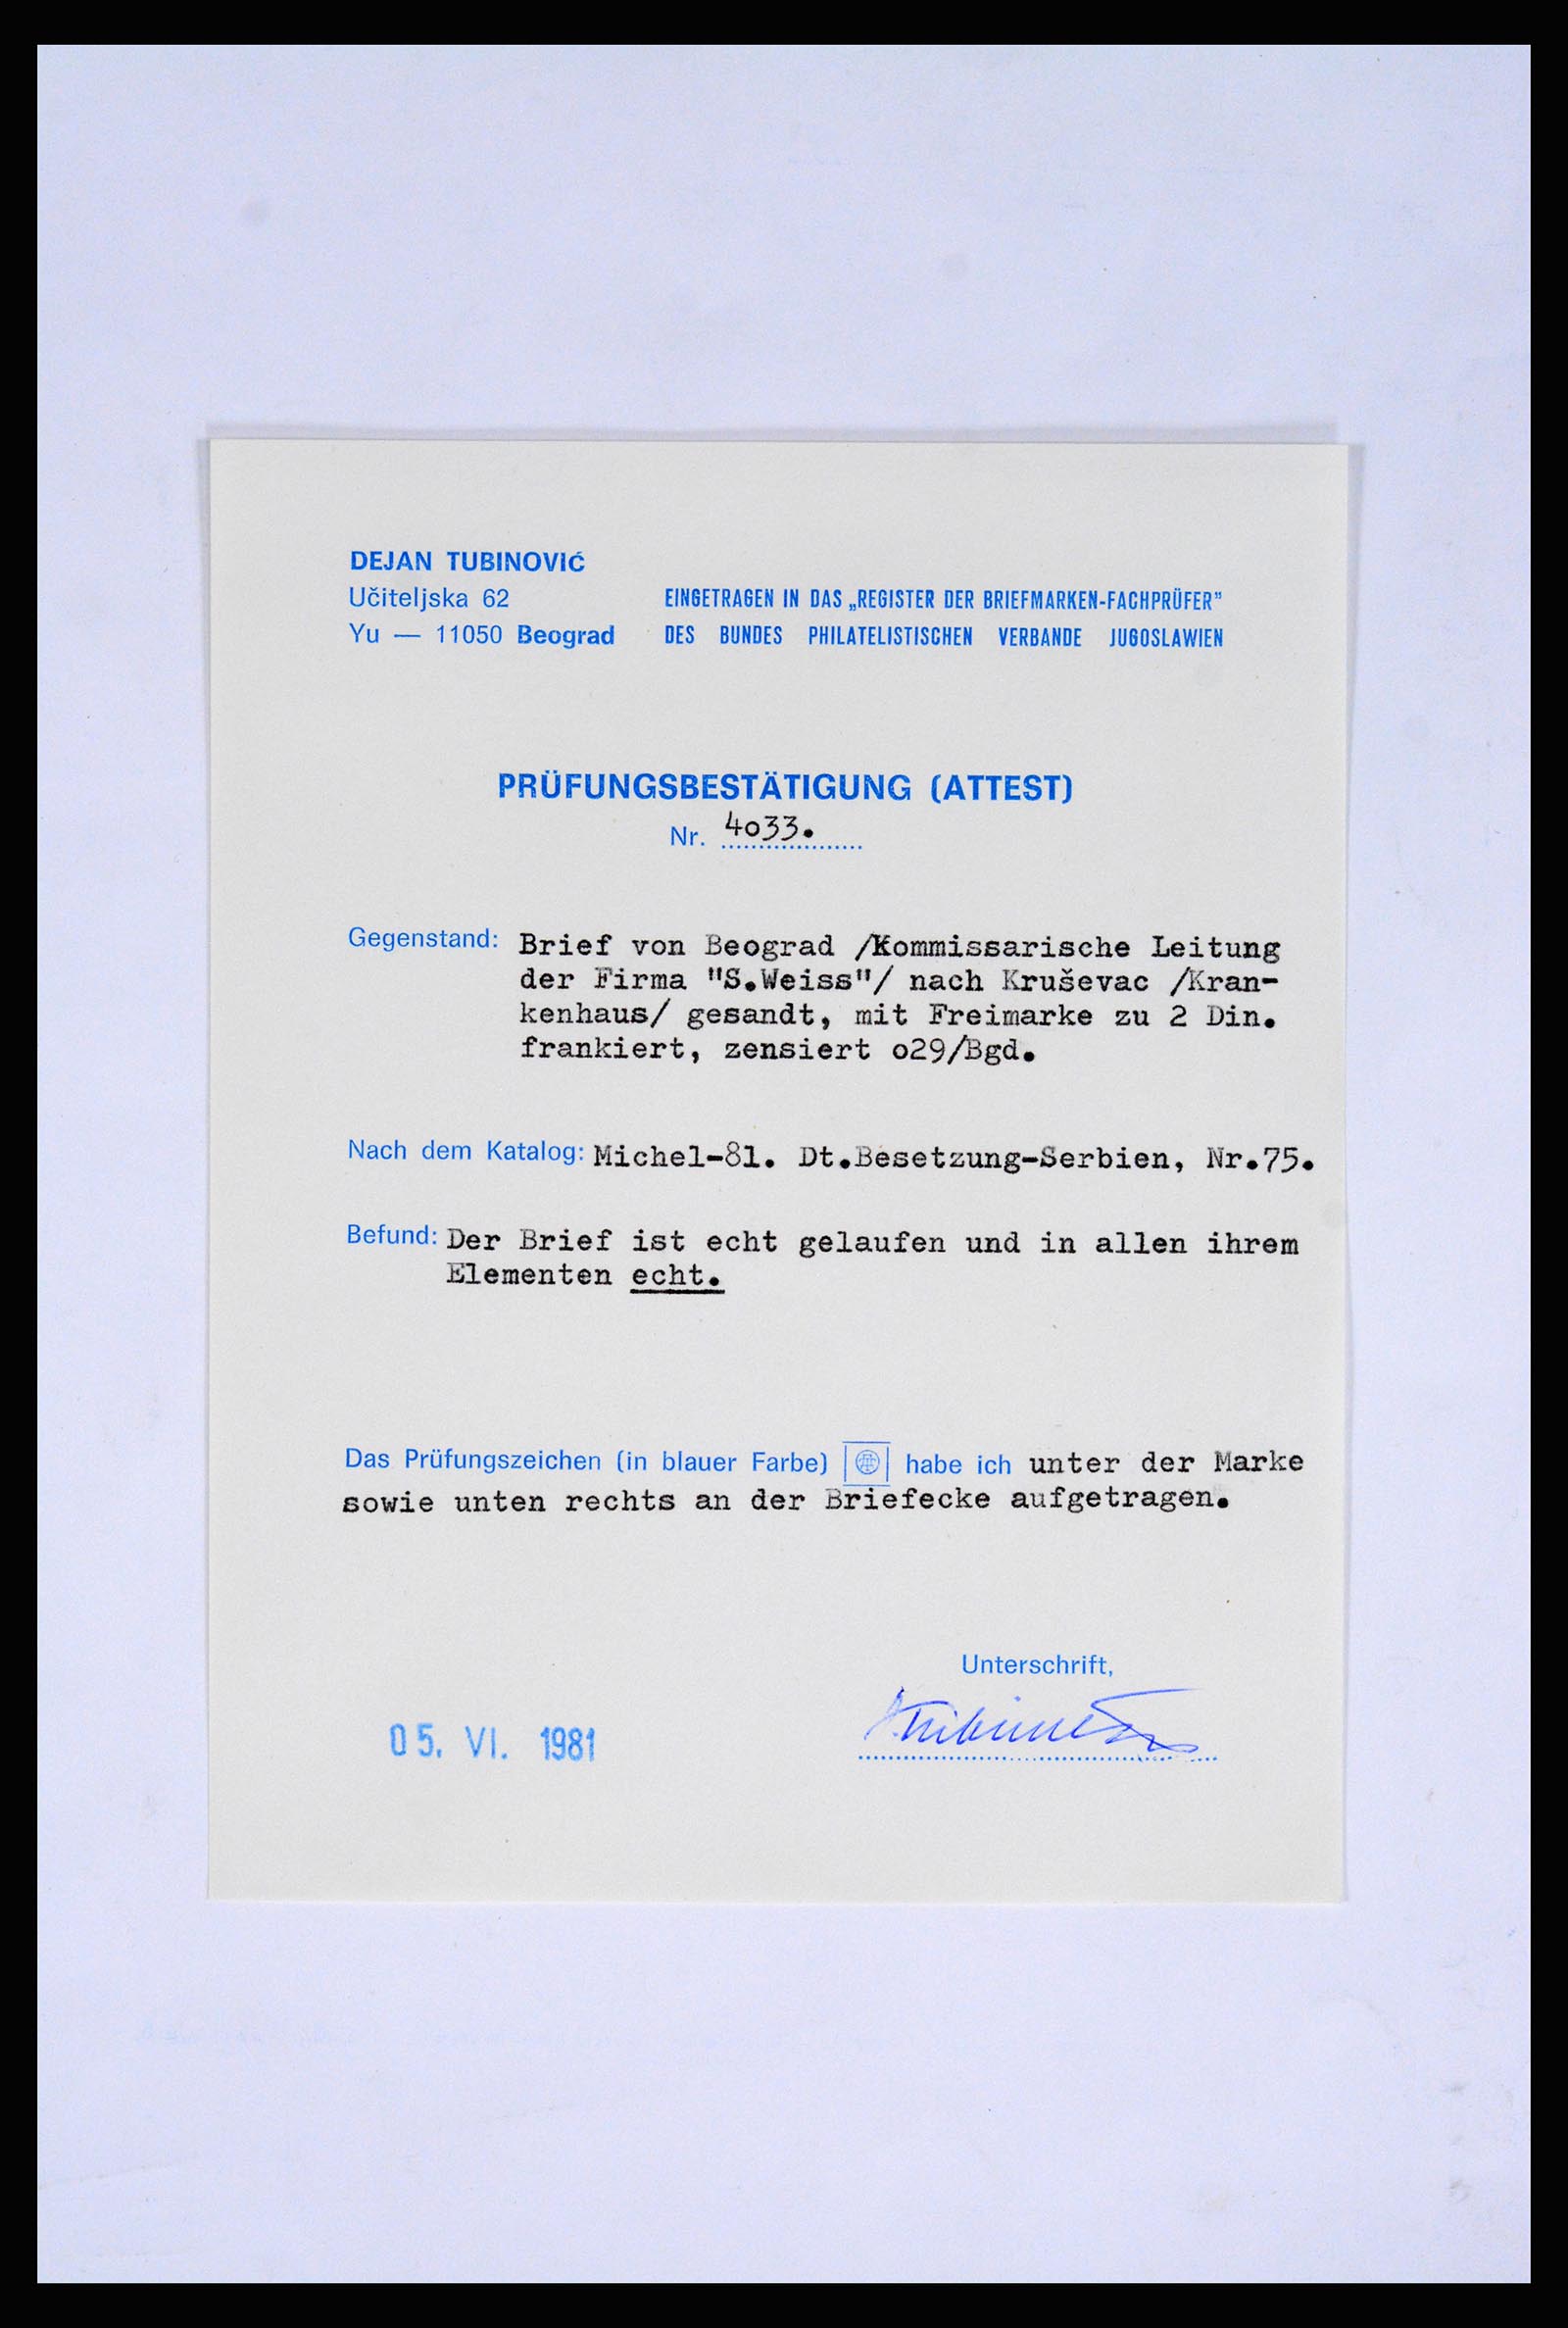 DEJAN TUBINOVIĆ
Učiteljska 62 EINGETRAGEN IN DAS „REGISTER DER BRIEFMARKEN-FACHPRÜFER”
Yu — 11050 Beograd DES BUNDES PHILATELISTISCHEN VERBANDE JUGOSLAWIEN
PRÜFUNGSBESTÄTIGUNG (ATTEST)
Nr. 4o33.
Gegenstand: Brief von Beograd /Kommissarische Leitung
der Firma "S.Weiss"/ nach Kruševac /Kran-
kenhaus/ gesandt, mit Freimarke zu 2 Din.
frankiert, zensiert o29/Bgd.
Nach dem Katalog: Michel-81. Dt.Besetzung-Serbien, Nr.75.
Befund: Der Brief ist echt gelaufen und in allen ihrem
Elementen echt.
Das Prüfungszeichen (in blauer Farbe) habe ich unter der Marke
sowie unten rechts an der Briefecke aufgetragen.
Unterschrift,
05. VI. 1981